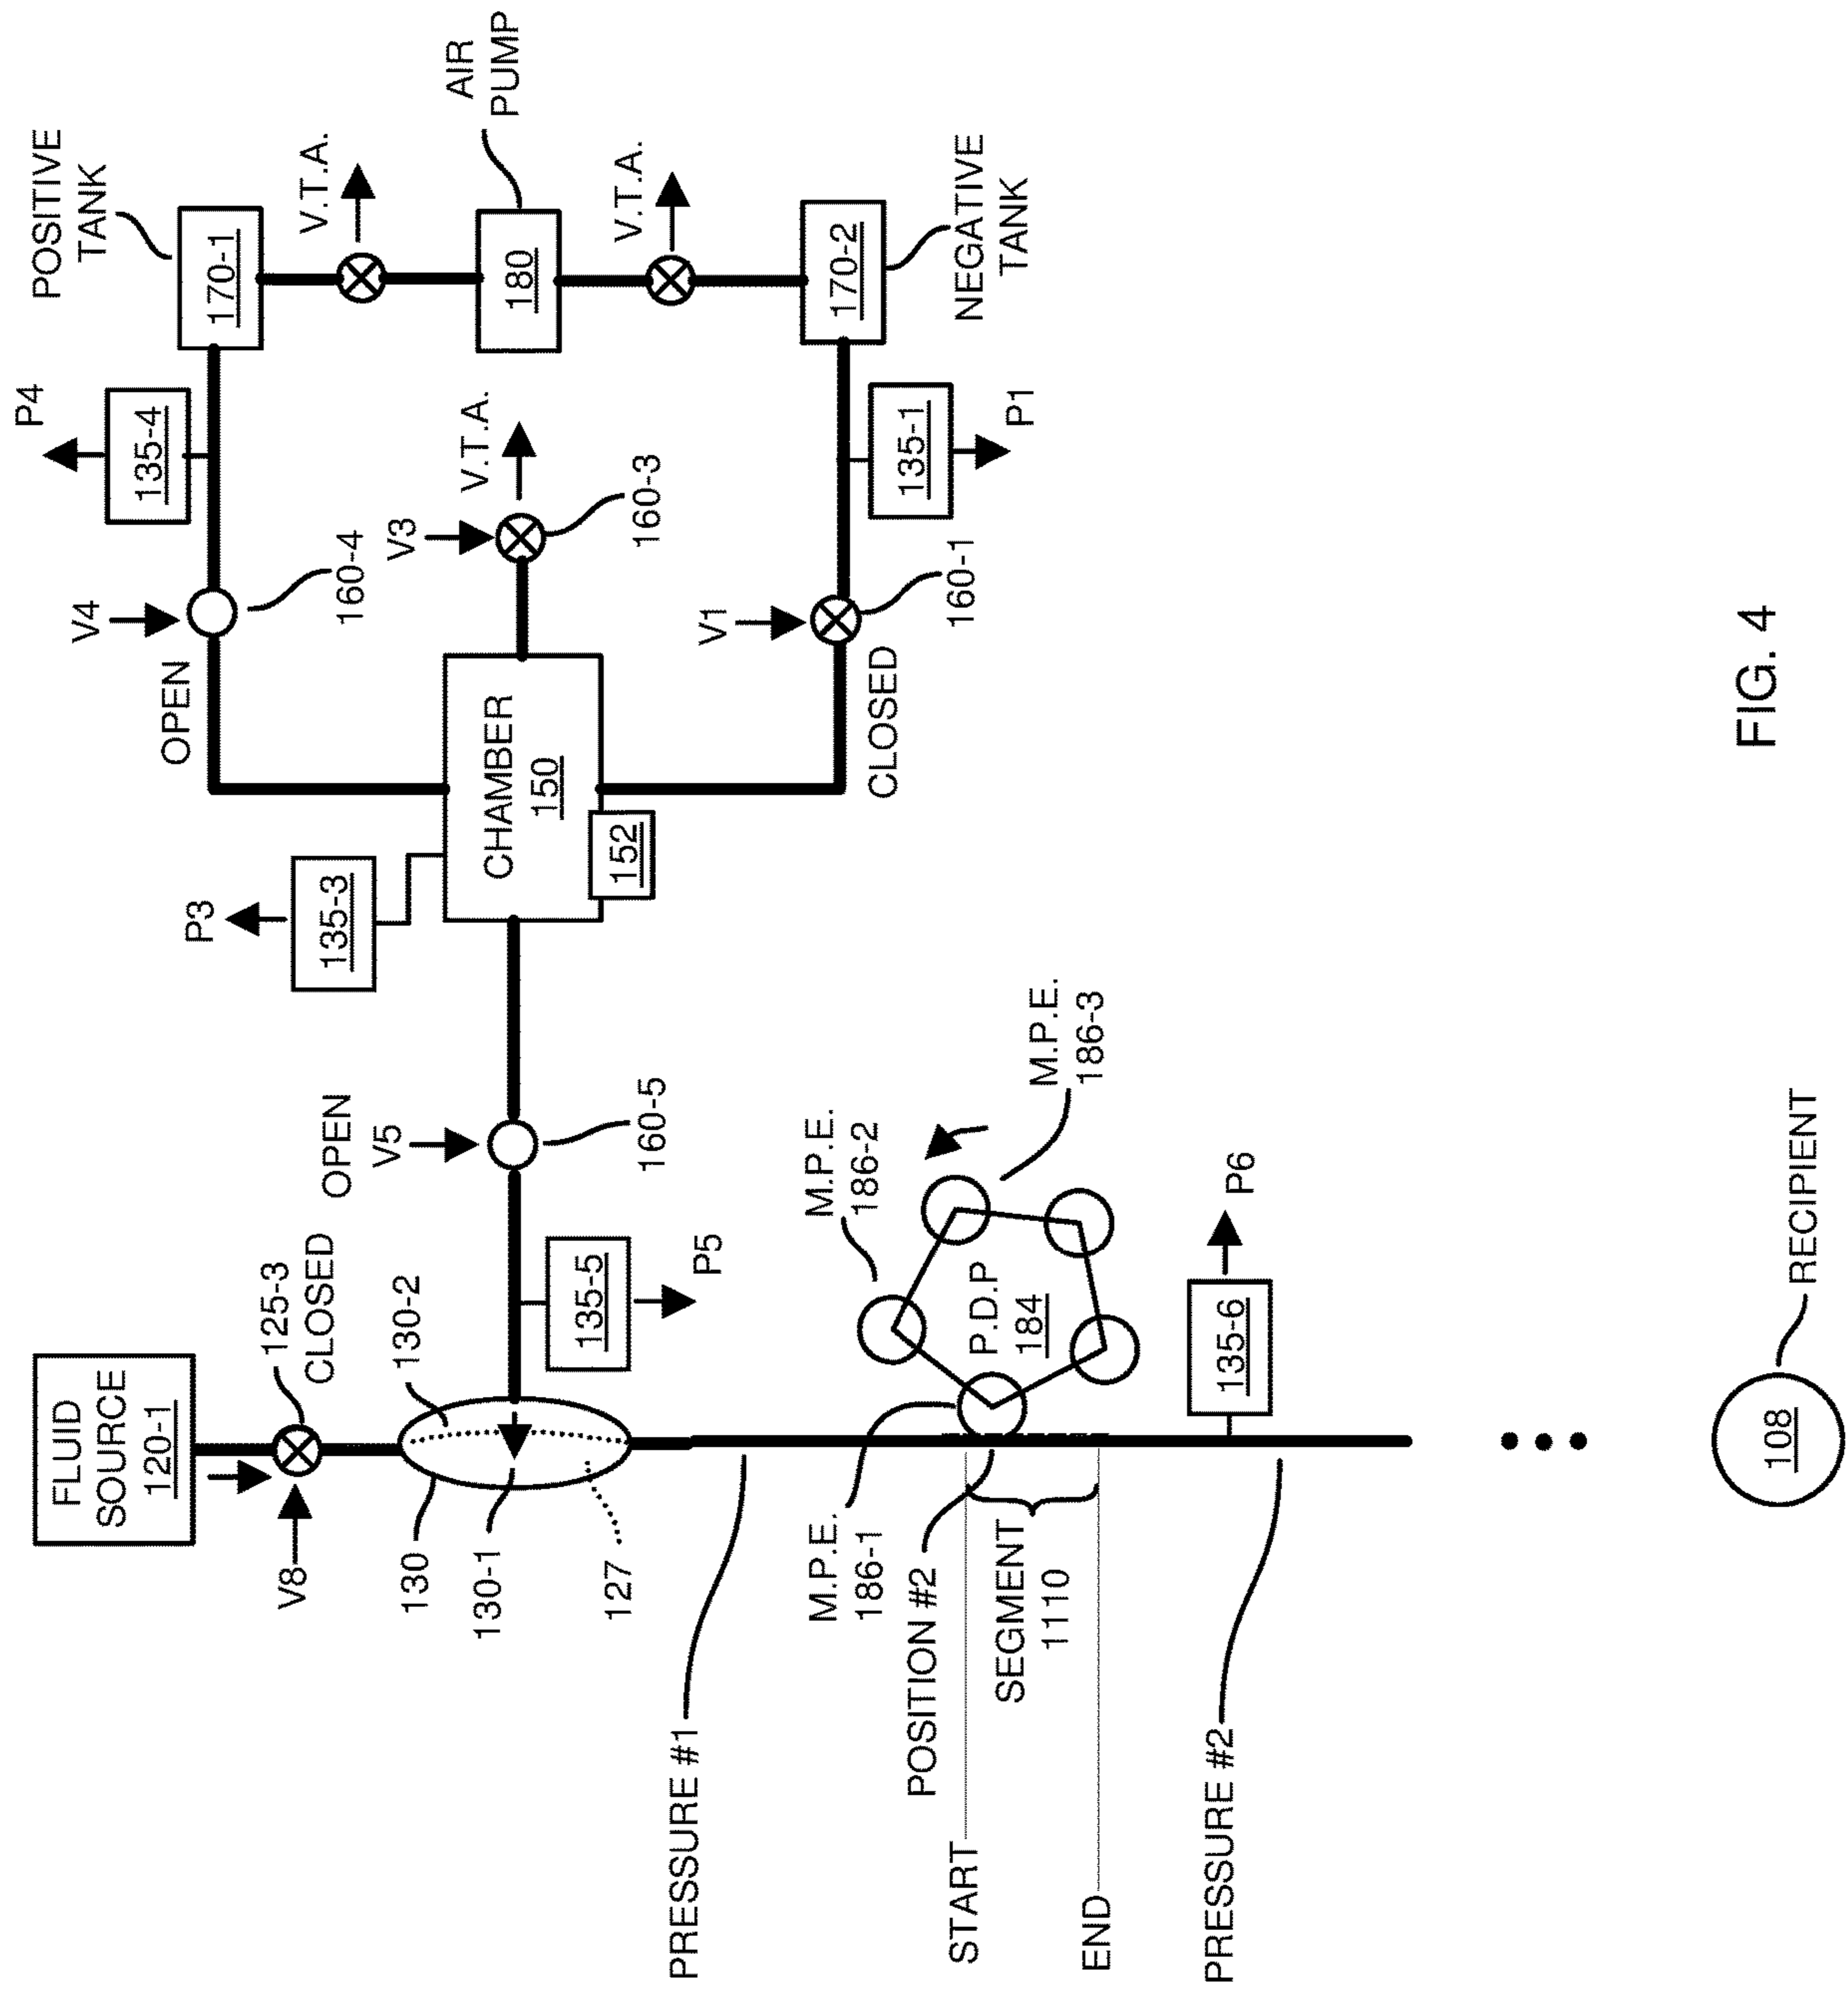 POSITIVE
TANK
170-1
V.T.A.
AIR
PUMP
180
V.T.A.
170-2
NEGATIVE
TANK
P4
135-4
V4
OPEN
160-4
V3
V.T.A.
160-3
P1
135-1
V1
160-1
CLOSED
CHAMBER
150
152
P3
135-3
OPEN
V5
160-5
FLUID
SOURCE
120-1
125-3
CLOSED
V8
130-2
130
130-1
127
135-5
P5
M.P.E.
186-2
M.P.E.
186-3
P.D.P
184
M.P.E.
186-1
POSITION #2
SEGMENT
1110
START
END
PRESSURE #1
PRESSURE #2
135-6
P6
108
RECIPIENT
FIG. 4